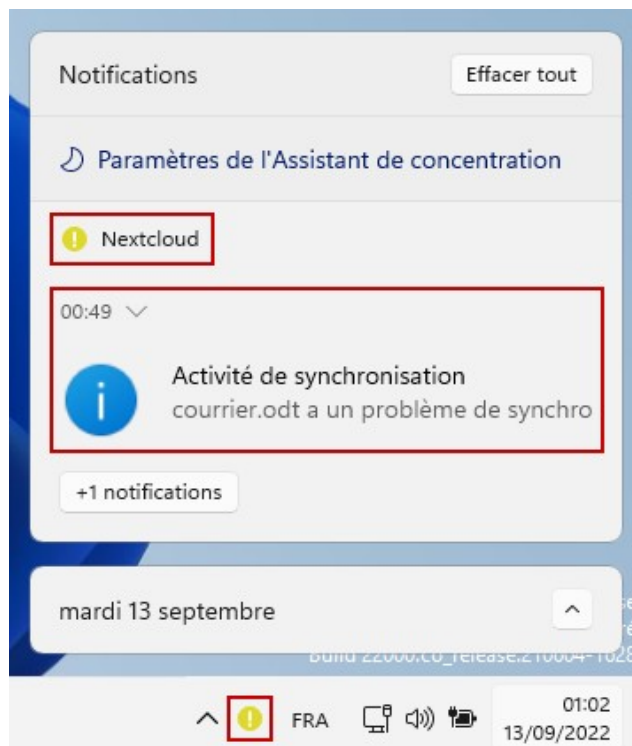 Notifications
Effacer tout
Paramètres de l'Assistant de concentration
Nextcloud
00:49
Activité de synchronisation
courrier.odt a un problème de synchro
+1 notifications
mardi 13 septembre
FRA
01:02
13/09/2022